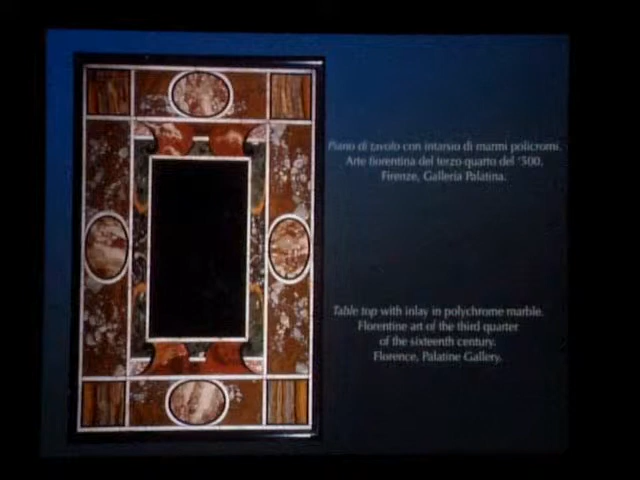 Piano di tavolo con intarsio di marmi policromi.
Arte fiorentina del terzo quarto del '500.
Firenze, Galleria Palatina.
Table top with inlay in polychrome marble.
Florentine art of the third quarter
of the sixteenth century.
Florence, Palatine Gallery.